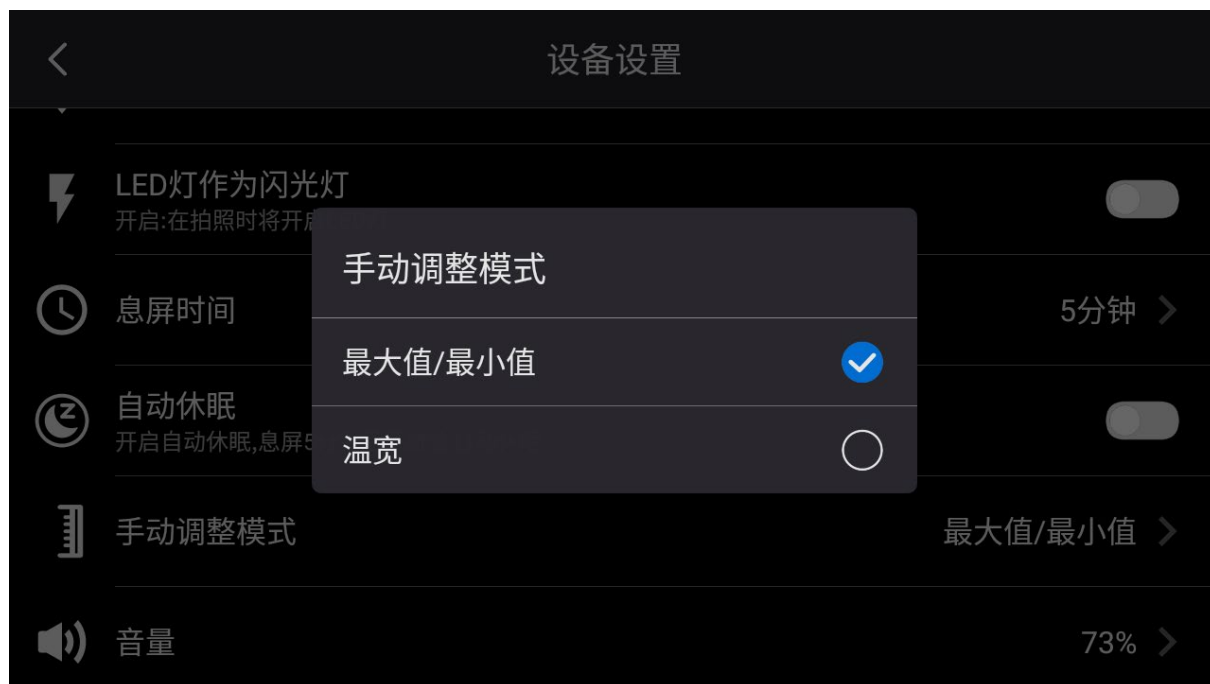 设备设置
LED灯作为闪光灯
开启:在拍照时将开启
手动调整模式
息屏时间
5分钟
最大值/最小值
自动休眠
开启自动休眠,息屏5
温宽
手动调整模式
最大值/最小值
音量
73%